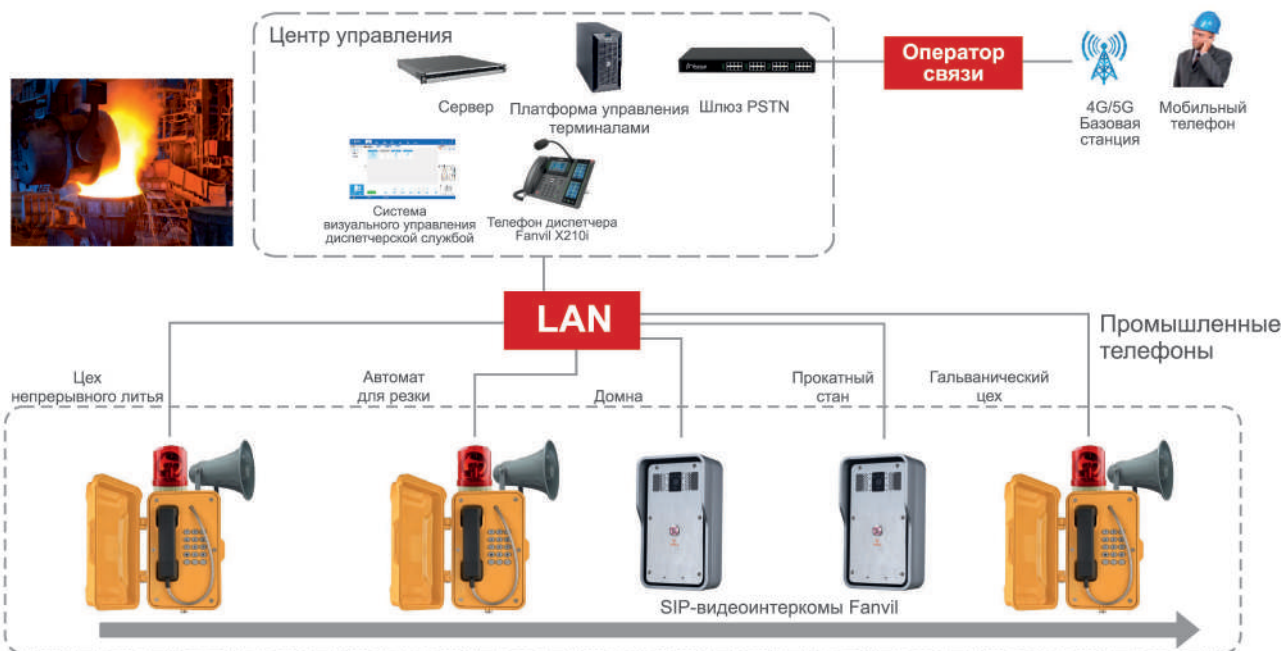 Центр управления
Сервер
Платформа управления
терминалами
Шлюз PSTN
Оператор
связи
4G/5G
Базовая
станция
Мобильный
телефон
Система
визуального управления
диспетчерской службой
Телефон диспетчера
Fanvil X210i
LAN
Промышленные
телефоны
Цех
непрерывного литья
Автомат
для резки
Домна
Прокатный
стан
Гальванический
цех
SIP-видеоинтеркомы Fanvil